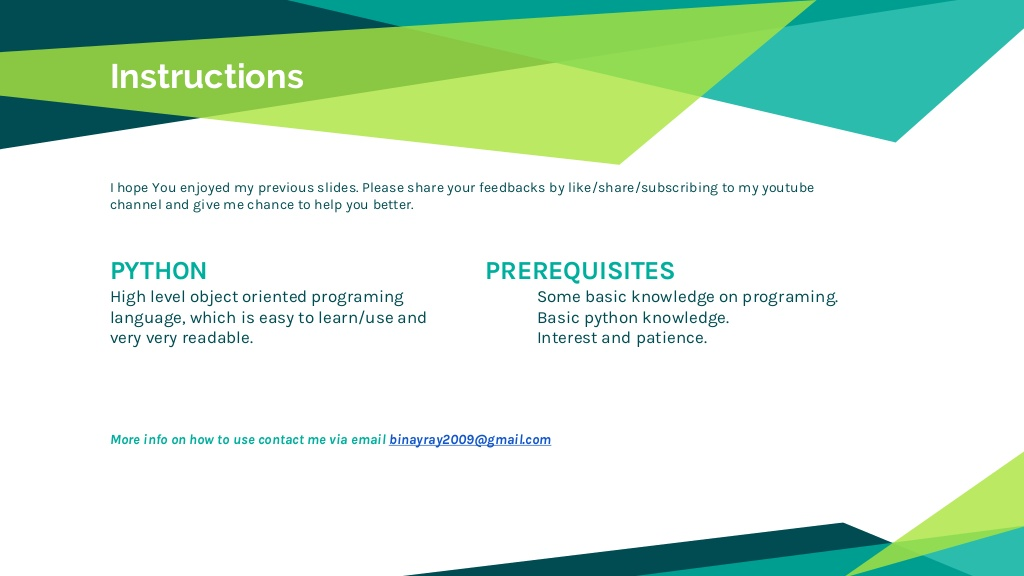 Instructions
I hope You enjoyed my previous slides. Please share your feedbacks by like/share/subscribing to my youtube
channel and give me chance to help you better.
PYTHON
High level object oriented programing
language, which is easy to learn/use and
very very readable.
PREREQUISITES
Some basic knowledge on programing.
Basic python knowledge.
Interest and patience.
More info on how to use contact me via email binayray2009@gmail.com